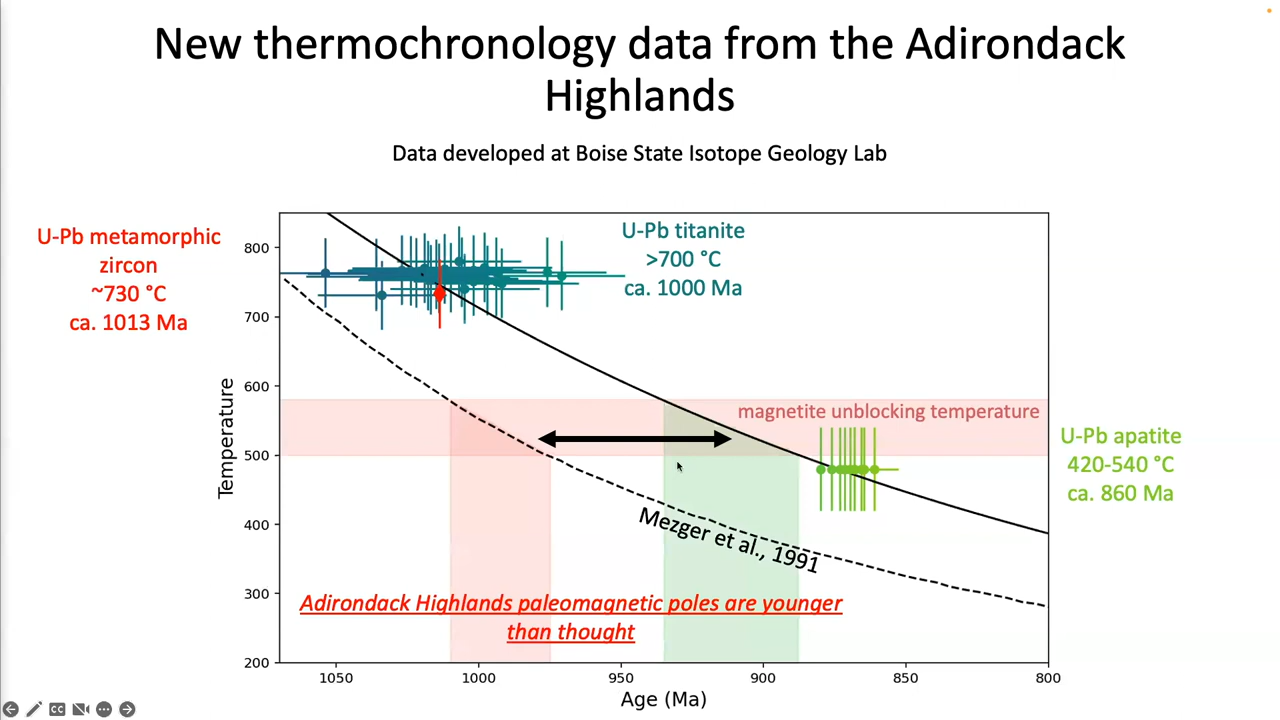 New thermochronology data from the Adirondack
Highlands
Data developed at Boise State Isotope Geology Lab
U-Pb metamorphic
zircon
~730 °C
ca. 1013 Ma
U-Pb titanite
>700 °C
ca. 1000 Ma
magnetite unblocking temperature
U-Pb apatite
420-540 °C
ca. 860 Ma
Mezger et al., 1991
Adirondack Highlands paleomagnetic poles are younger
than thought
Temperature
800
700
600
500
400
300
200
1050
1000
950
900
850
800
Age (Ma)
CC